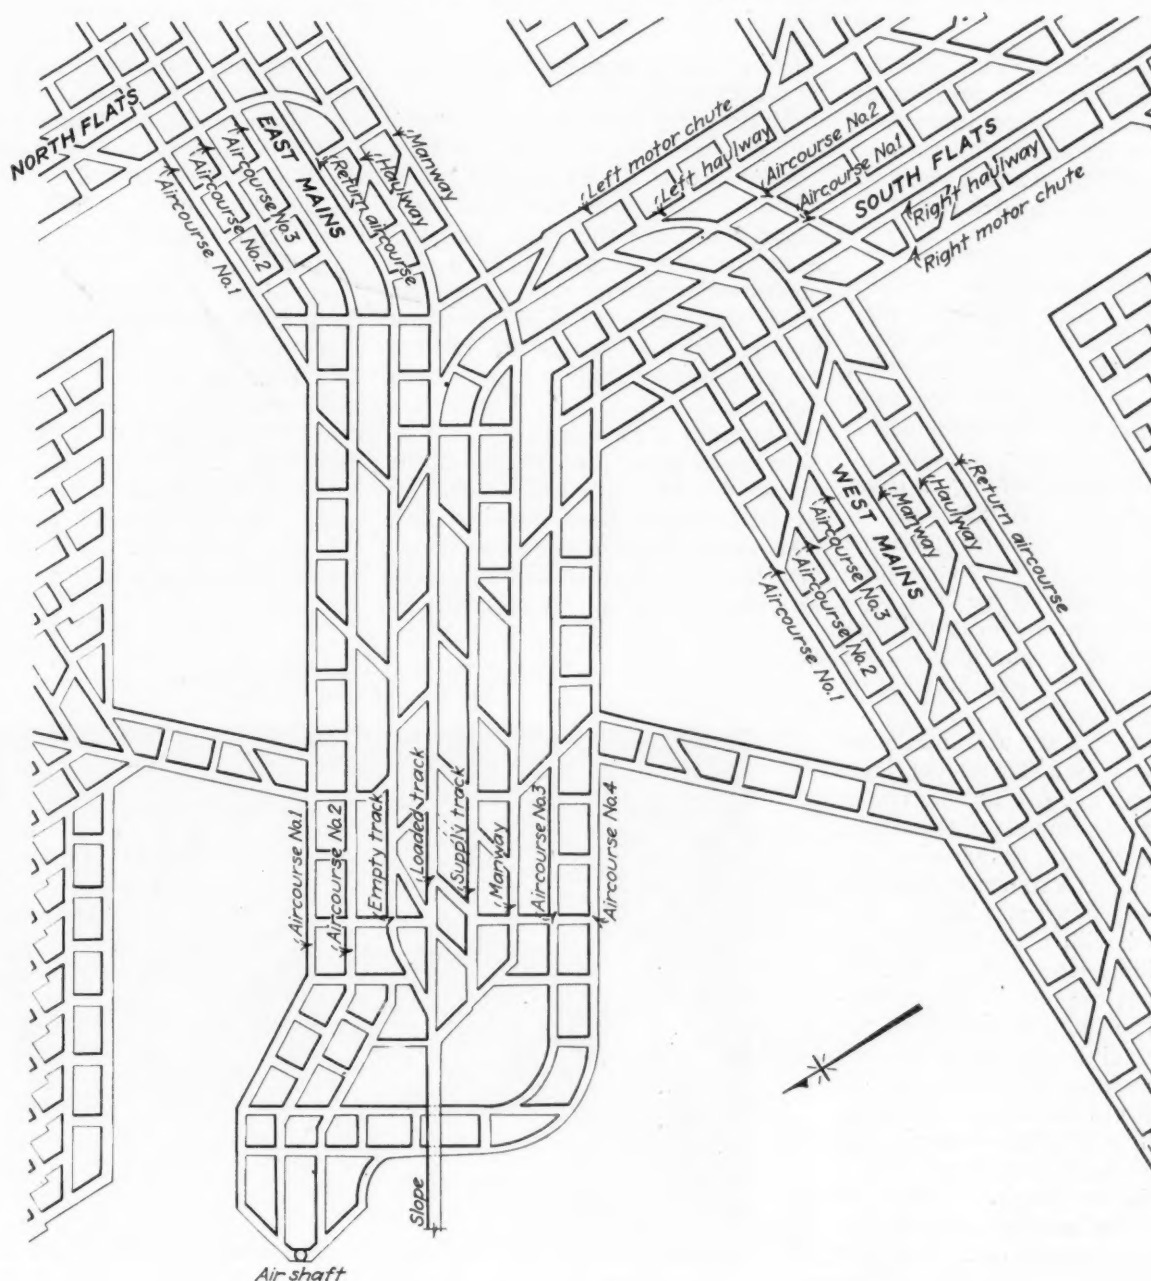 NORTH FLATS
EAST MAINS
Manway
Haulway
Return aircourse
Aircourse No.3
Aircourse No.2
Aircourse No.1
Left motor chute
Left haulway
Aircourse No.2
Aircourse No.1
SOUTH FLATS
Right haulway
Right motor chute
WEST MAINS
Return aircourse
Haulway
Manway
Aircourse No.3
Aircourse No.2
Aircourse No.1
Aircourse No.1
Aircourse No.2
Empty track
Loaded track
Supply track
Manway
Aircourse No.3
Aircourse No.4
Slope
Air shaft